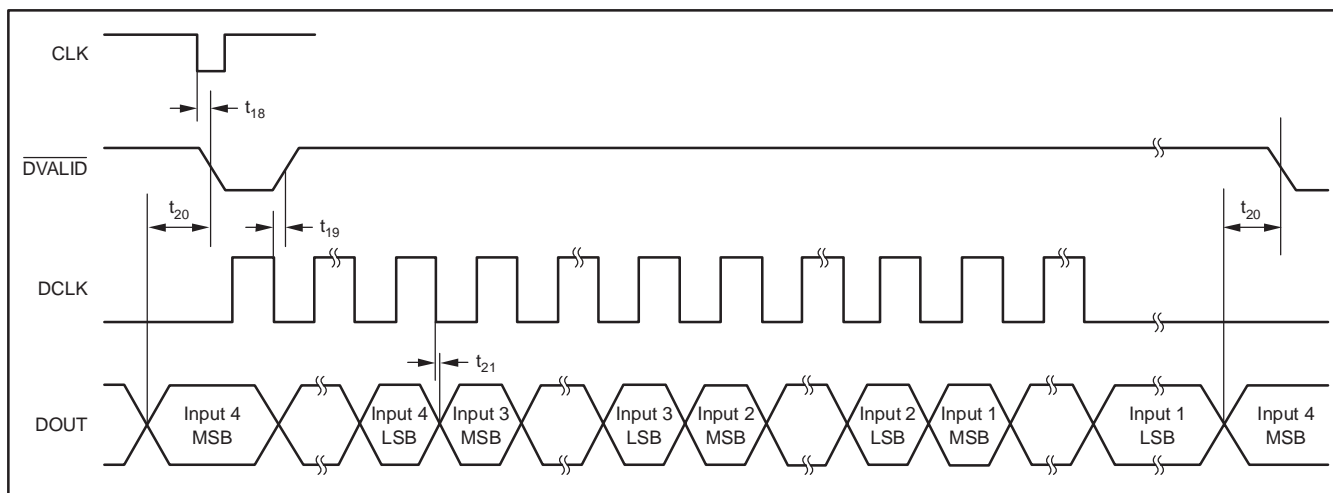 CLK
t18
DVALID
t20
t19
t20
DCLK
t21
DOUT
Input 4
MSB
Input 4
LSB
Input 3
MSB
Input 3
LSB
Input 2
MSB
Input 2
LSB
Input 1
MSB
Input 1
LSB
Input 4
MSB